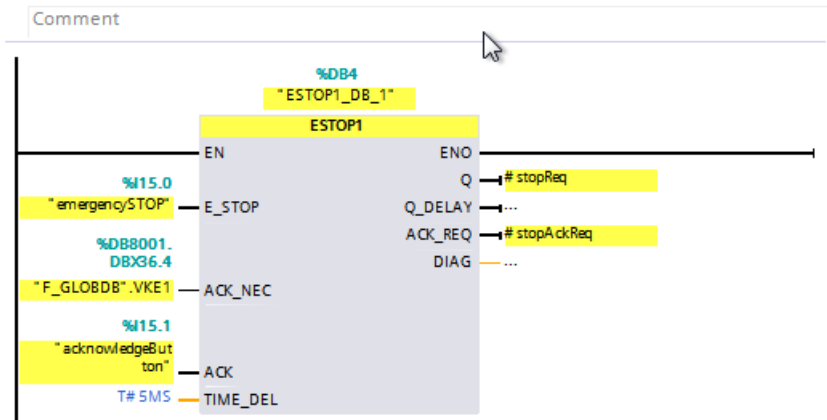 Comment
%DB4
"ESTOP1_DB_1"
ESTOP1
EN ENO
%I15.0
"emergencySTOP" E_STOP
Q # stopReq
Q_DELAY ...
ACK_REQ # stopAckReq
DIAG ...
%DB8001.
DBX36.4
"F_GLOBDB".VKE1 ACK_NEC
%I15.1
"acknowledgeBut
ton" ACK
T# 5MS TIME_DEL